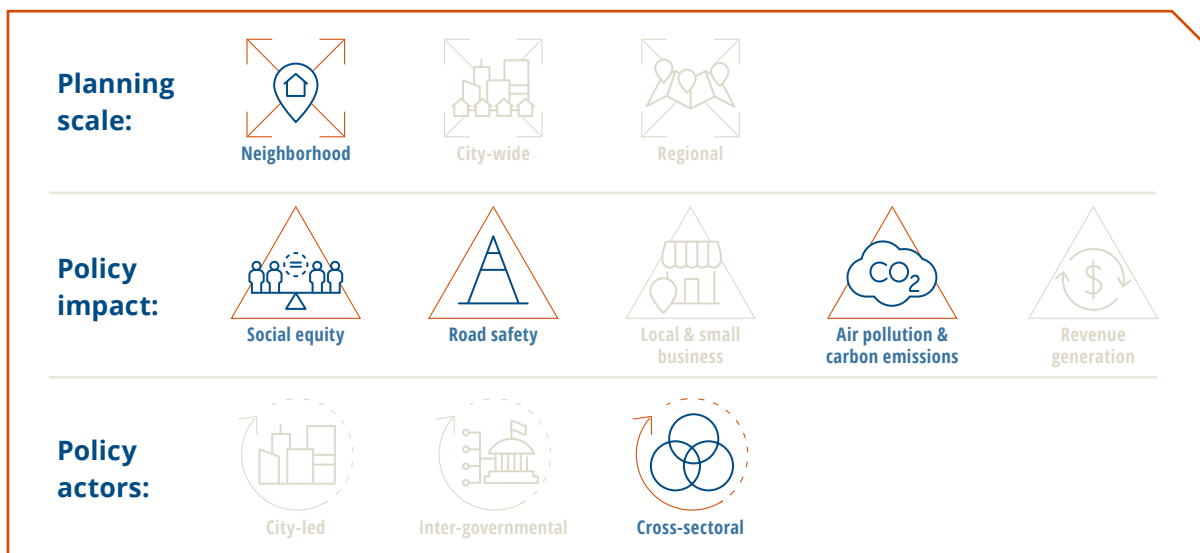 Planning
scale:
Neighborhood
City-wide
Regional
Policy
impact:
=
CO2
$
Social equity
Road safety
Local & small
business
Air pollution &
carbon emissions
Revenue
generation
Policy
actors:
City-led
Inter-governmental
Cross-sectoral